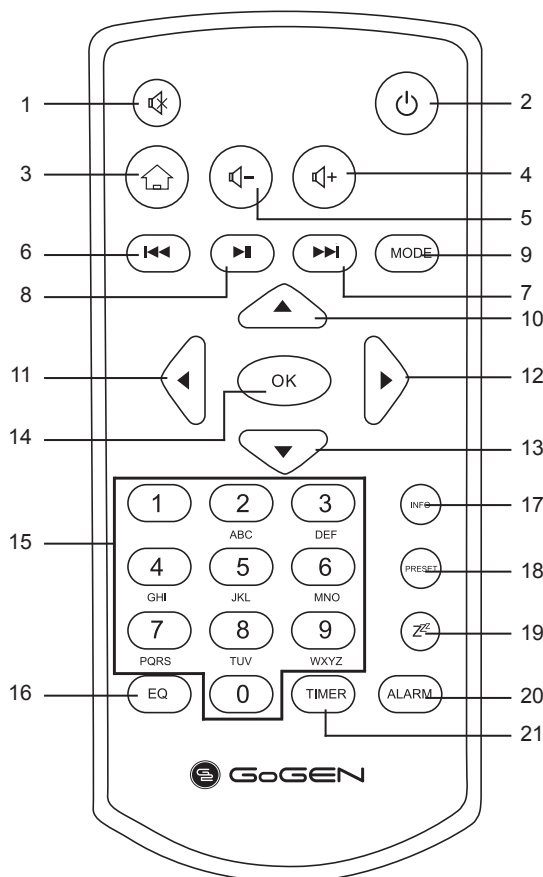 1
2
3
4
5
6
8
7
MODE 9
10
11
OK
12
14
13
15
1 2 3
ABC DEF
INFO 17
4 5 6
GHI JKL MNO
PRESET 18
7 8 9
PQRS TUV WXYZ
ZZZ 19
16 EQ 0 TIMER ALARM 20
21
GoGEN